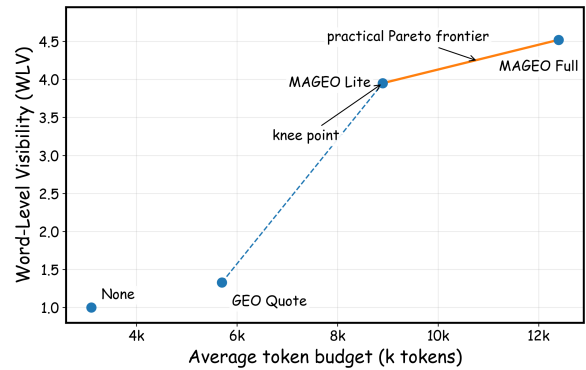 practical Pareto frontier
MAGEO Lite
MAGEO Full
knee point
None
GEO Quote
Word-Level Visibility (WLV)
4.5
4.0
3.5
3.0
2.5
2.0
1.5
1.0
4k 6k 8k 10k 12k
Average token budget (k tokens)